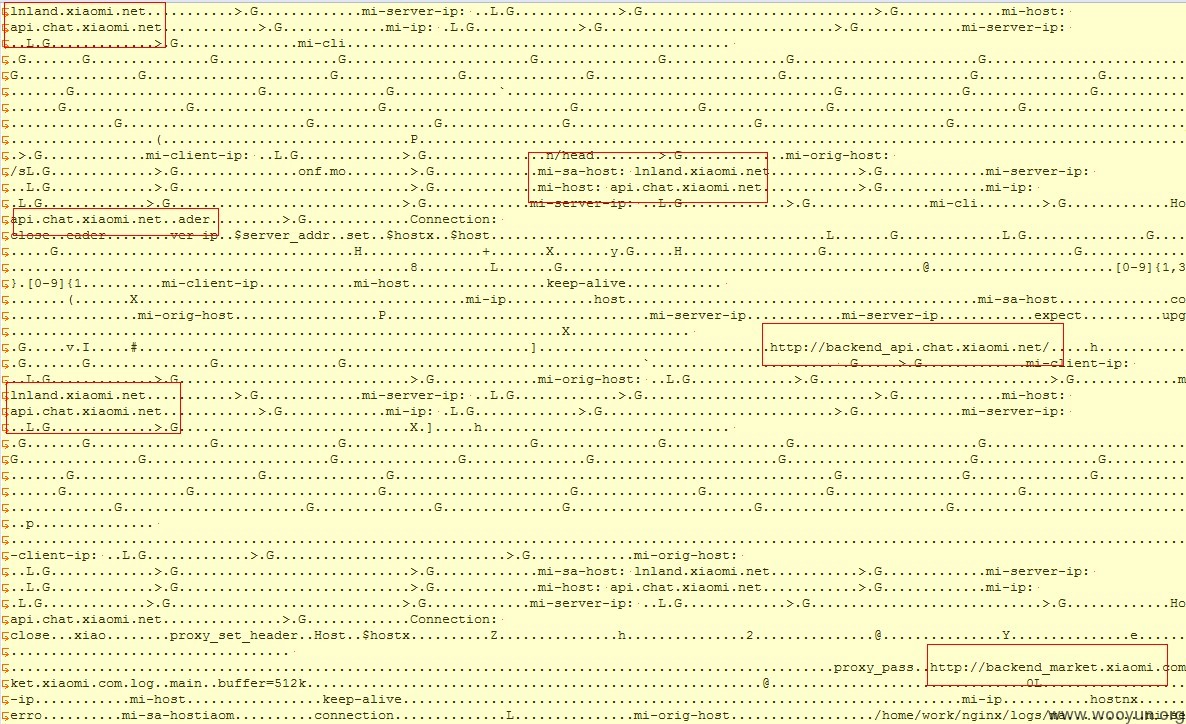 lnland.xiaomi.net >.G mi-server-ip: L.G >.G >.G mi-host:
api.chat.xiaomi.net >.G mi-ip: .L.G >.G >.G mi-server-ip:
L.G >.G mi-cli
.G G G G G G G G G
G G G G G G G G
G G G ` G G G
G G G G G G G
G G G G G G
( P
.>.G mi-client-ip: ..L.G >.G n/head >.G mi-orig-host:
/sL.G >.G onf.mo >.G mi-sa-host: lnland.xiaomi.net >.G mi-server-ip:
L.G >.G >.G mi-host: api.chat.xiaomi.net >.G mi-ip:
.L.G >.G >.G mi-server-ip: L.G >.G mi-cli >.G Ho
api.chat.xiaomi.net..ader >.G Connection:
close..eader ver-ip..$server_addr..set..$hostx..$host L G L.G G
G H + X y.G H G G
8 L .G @ [0-9]{1,3
}.[0-9]{1 mi-client-ip mi-host keep-alive
( X mi-ip host mi-sa-host co
mi-orig-host P mi-server-ip mi-server-ip expect upg
X
.G v.I # ] http://backend_api.chat.xiaomi.net/ h
.G G G G ` G >.G mi-client-ip:
L.G >.G >.G mi-orig-host: ..L.G >.G >.G m
lnland.xiaomi.net >.G mi-server-ip: L.G >.G >.G mi-host:
api.chat.xiaomi.net >.G mi-ip: .L.G >.G >.G mi-server-ip:
L.G >.G X.] h
.G G G G G G G G
G G G G G G G G
G G G G G G
G G G G G G G
G G G G G G
..p
-client-ip: ..L.G >.G >.G mi-orig-host:
L.G >.G >.G mi-sa-host: lnland.xiaomi.net >.G mi-server-ip:
L.G >.G >.G mi-host: api.chat.xiaomi.net >.G mi-ip:
.L.G >.G >.G mi-server-ip: ..L.G >.G >.G Ho
api.chat.xiaomi.net >.G Connection:
close...xiao proxy_set_header..Host..$hostx Z h 2 @ Y e
proxy_pass..http://backend_market.xiaomi.com
ket.xiaomi.com.log..main..buffer=512k @ 0L
-ip mi-host keep-alive mi-ip hostnx
erro mi-sa-hostiaom connection L mi-orig-host /home/work/nginx/logs/
www.wooyun.org